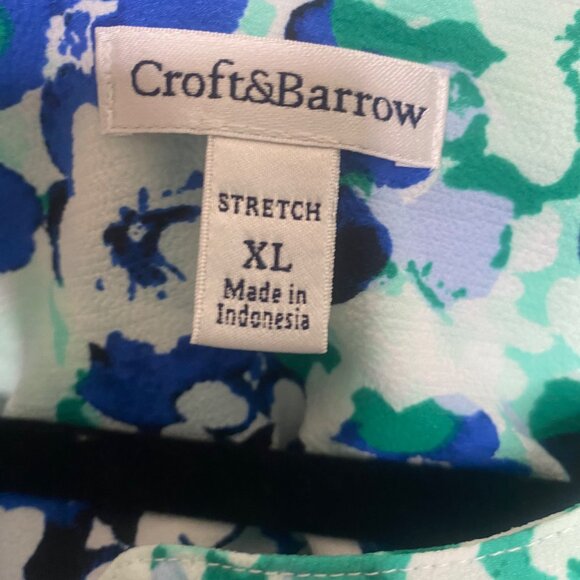 Croft&Barrow
STRETCH
XL
Made in
Indonesia